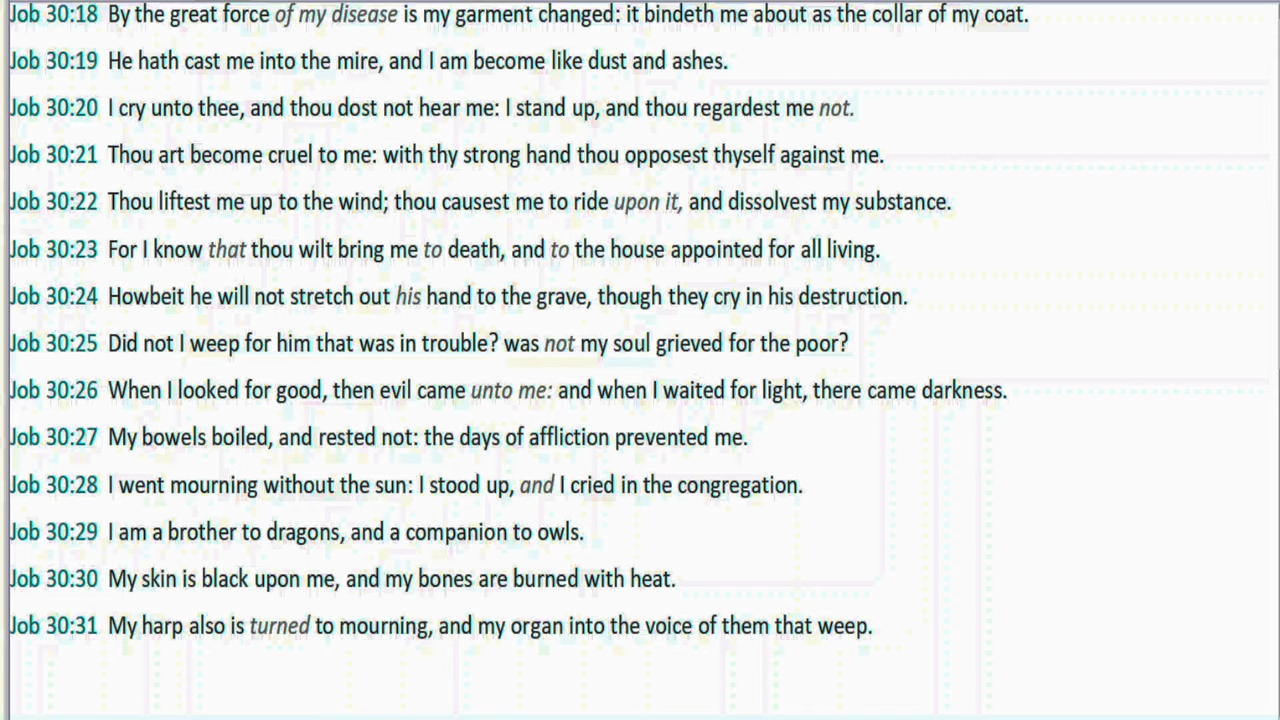 Job 30:18 By the great force of my disease is my garment changed: it bindeth me about as the collar of my coat.
Job 30:19 He hath cast me into the mire, and I am become like dust and ashes.
Job 30:20 I cry unto thee, and thou dost not hear me: I stand up, and thou regardest me not.
Job 30:21 Thou art become cruel to me: with thy strong hand thou opposest thyself against me.
Job 30:22 Thou liftest me up to the wind; thou causest me to ride upon it, and dissolvest my substance.
Job 30:23 For I know that thou wilt bring me to death, and to the house appointed for all living.
Job 30:24 Howbeit he will not stretch out his hand to the grave, though they cry in his destruction.
Job 30:25 Did not I weep for him that was in trouble? was not my soul grieved for the poor?
Job 30:26 When I looked for good, then evil came unto me: and when I waited for light, there came darkness.
Job 30:27 My bowels boiled, and rested not: the days of affliction prevented me.
Job 30:28 I went mourning without the sun: I stood up, and I cried in the congregation.
Job 30:29 I am a brother to dragons, and a companion to owls.
Job 30:30 My skin is black upon me, and my bones are burned with heat.
Job 30:31 My harp also is turned to mourning, and my organ into the voice of them that weep.